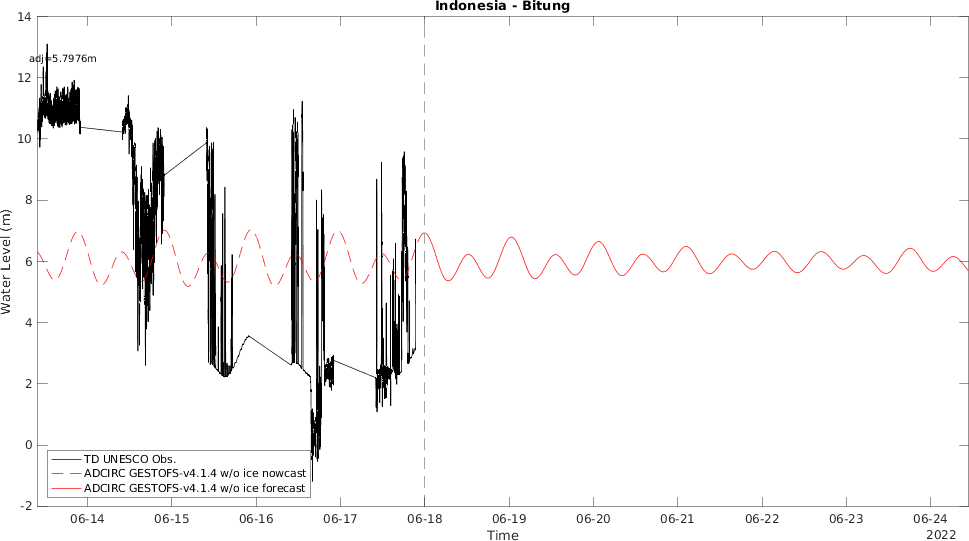 Indonesia - Bitung
adj=5.7976m
14
12
10
8
6
4
2
0
-2
Water Level (m)
TD UNESCO Obs.
ADCIRC GESTOFS-v4.1.4 w/o ice nowcast
ADCIRC GESTOFS-v4.1.4 w/o ice forecast
06-14 06-15 06-16 06-17 06-18 06-19 06-20 06-21 06-22 06-23 06-24
Time
2022